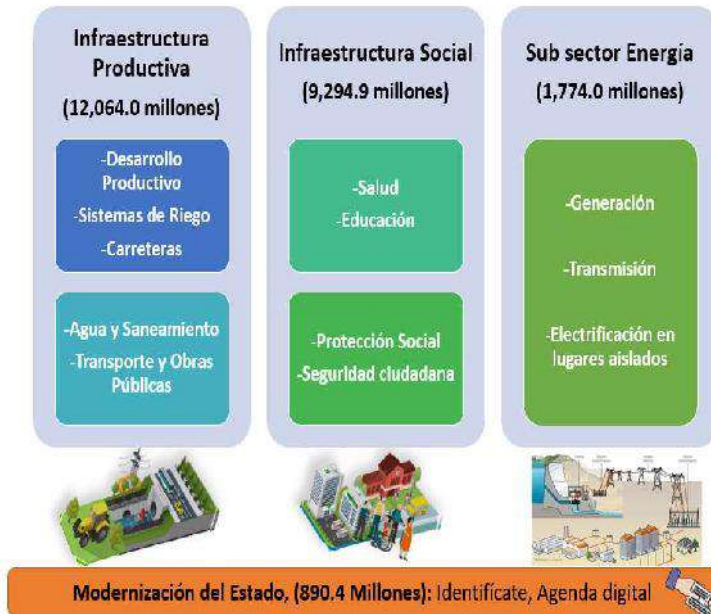 Infraestructura
Productiva
(12,064.0 millones)
-Desarrollo
Productivo
-Sistemas de Riego
-Carreteras
-Agua y Saneamiento
-Transporte y Obras
Públicas
Infraestructura Social
(9,294.9 millones)
-Salud
-Educación
-Protección Social
-Seguridad ciudadana
Sub sector Energía
(1,774.0 millones)
-Generación
-Transmisión
-Electrificación en
lugares aislados
Modernización del Estado, (890.4 Millones): Identifícate, Agenda digital